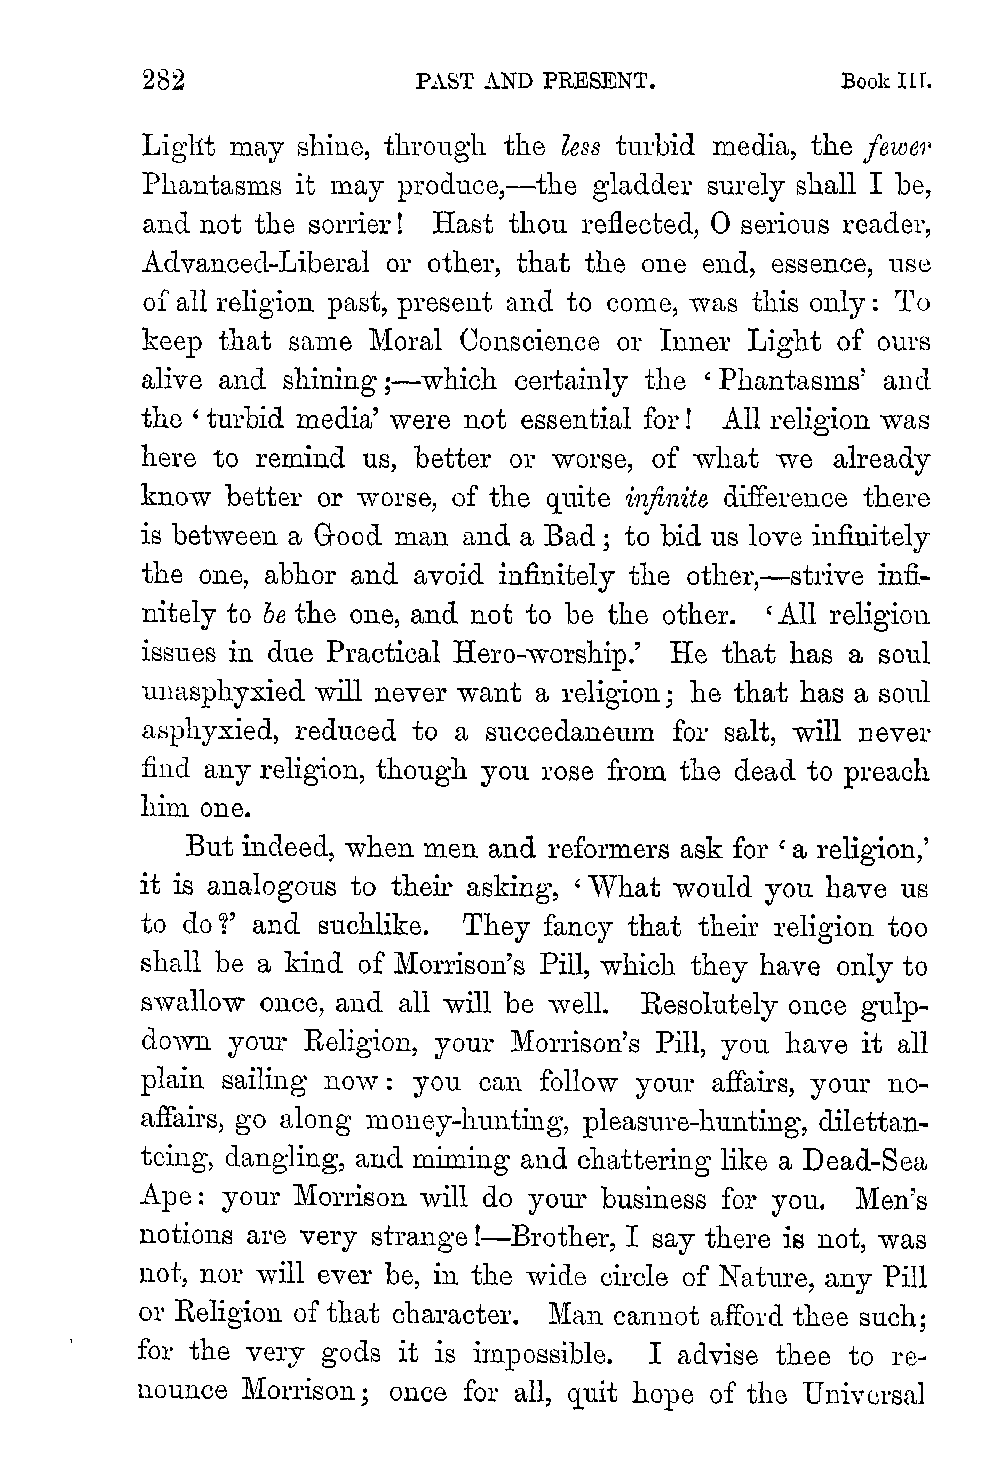 282 PAST AND PRESENT. Book III.
Light may shine, through the less turbid media, the fewer
Phantasms it may produce,—the gladder surely shall I be,
and not the sorrier! Hast thou reflected, O serious reader,
Advanced-Liberal or other, that the one end, essence, use
of all religion past, present and to come, was this only: To
keep that same Moral Conscience or Inner Light of ours
alive and shining;—which certainly the ‘Phantasms’ and
the ‘turbid media’ were not essential for! All religion was
here to remind us, better or worse, of what we already
know better or worse, of the quite infinite difference there
is between a Good man and a Bad; to bid us love infinitely
the one, abhor and avoid infinitely the other,—strive infi-
nitely to be the one, and not to be the other. ‘All religion
issues in due Practical Hero-worship.’ He that has a soul
unasphyxied will never want a religion; he that has a soul
asphyxied, reduced to a succedaneum for salt, will never
find any religion, though you rose from the dead to preach
him one.
But indeed, when men and reformers ask for ‘a religion,’
it is analogous to their asking, ‘What would you have us
to do?’ and suchlike. They fancy that their religion too
shall be a kind of Morrison’s Pill, which they have only to
swallow once, and all will be well. Resolutely once gulp-
down your Religion, your Morrison’s Pill, you have it all
plain sailing now: you can follow your affairs, your no-
affairs, go along money-hunting, pleasure-hunting, dilettan-
teing, dangling, and miming and chattering like a Dead-Sea
Ape: your Morrison will do your business for you. Men’s
notions are very strange!—Brother, I say there is not, was
not, nor will ever be, in the wide circle of Nature, any Pill
or Religion of that character. Man cannot afford thee such;
for the very gods it is impossible. I advise thee to re-
nounce Morrison; once for all, quit hope of the Universal